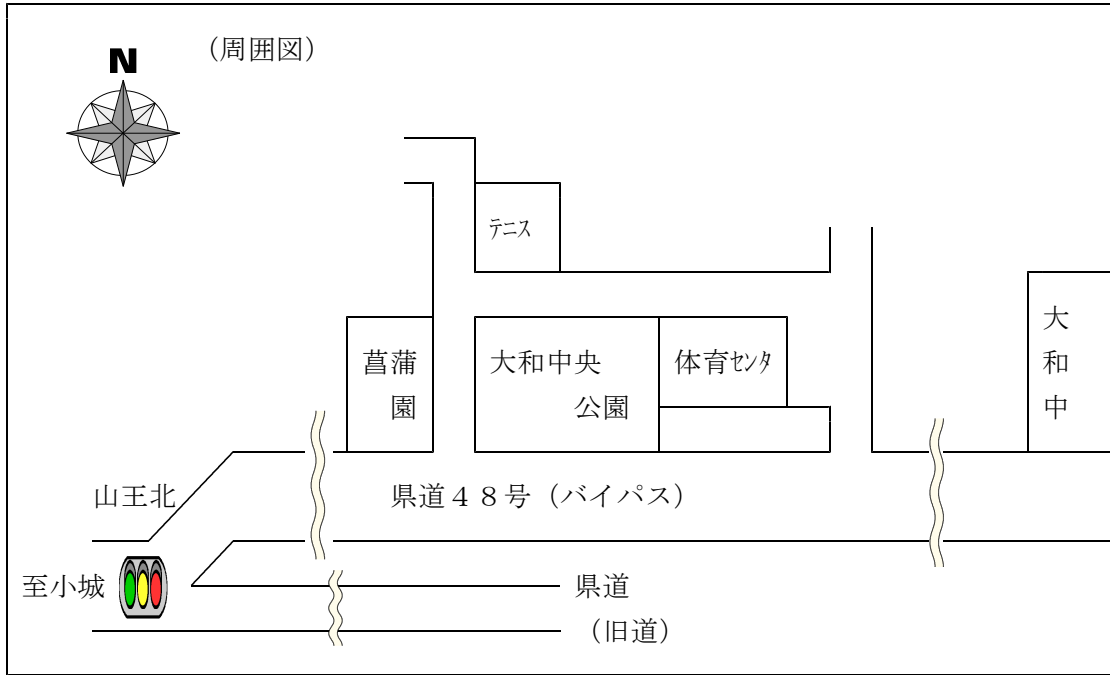 N
（周囲図）
ﾃﾆｽ
菖蒲
園
大和中央
公園
体育ｾﾝﾀ
大
和
中
山王北
県道４８号（バイパス）
至小城
県道
（旧道）